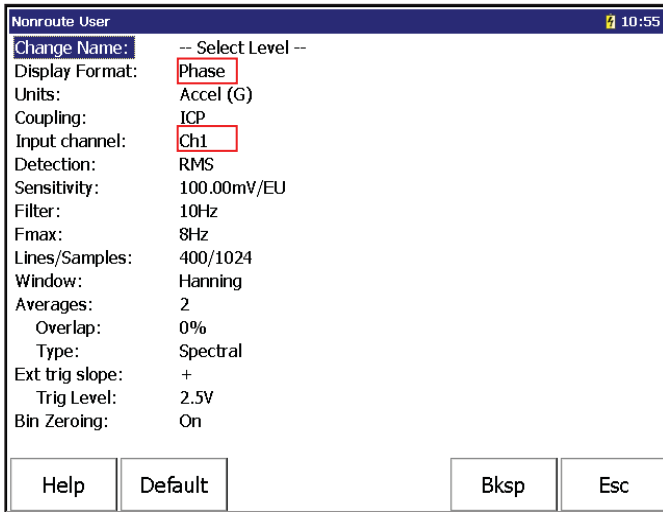 Nonroute User 10:55
Change Name: -- Select Level --
Display Format: Phase
Units: Accel (G)
Coupling: ICP
Input channel: Ch1
Detection: RMS
Sensitivity: 100.00mV/EU
Filter: 10Hz
Fmax: 8Hz
Lines/Samples: 400/1024
Window: Hanning
Averages: 2
Overlap: 0%
Type: Spectral
Ext trig slope: +
Trig Level: 2.5V
Bin Zeroing: On
Help Default Bksp Esc